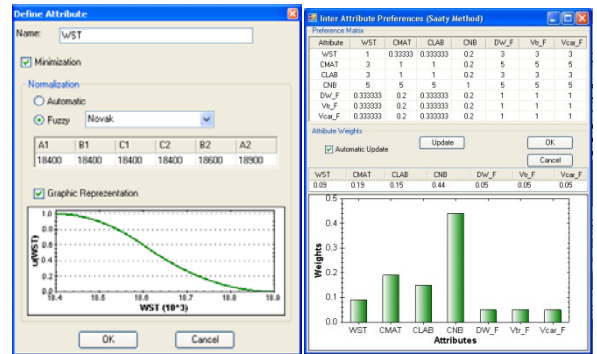 Define Attribute
Name: WST
Minimization
Normalization
Automatic
Fuzzy Novak
A1 B1 C1 C2 B2 A2
18400 18400 18400 18400 18600 18900
Graphic Reprezentation
u(WST)
1.0
0.8
0.6
0.4
0.2
0.0
18.4 18.5 18.6 18.7 18.8 18.9
WST (10^3)
OK Cancel
Inter Attribute Preferences (Saaty Method)
Preference Matrix
Attribute WST CMAT CLAB CNB DW_F Vtr_F Vcar_F
WST 1 0.33333 0.333333 0.2 3 3 3
CMAT 3 1 1 0.2 5 5 5
CLAB 3 1 1 0.2 3 3 3
CNB 5 5 5 1 5 5 5
DW_F 0.333333 0.2 0.333333 0.2 1 1 1
Vtr_F 0.333333 0.2 0.333333 0.2 1 1 1
Vcar_F 0.333333 0.2 0.333333 0.2 1 1 1
Attribute Weights
Automatic Update Update OK
Cancel
WST CMAT CLAB CNB DW_F Vtr_F Vcar_F
0.09 0.19 0.15 0.44 0.05 0.05 0.05
Weights
0.5
0.4
0.3
0.2
0.1
0.0
WST CMAT CLAB CNB DW_F Vtr_F Vcar_F
Attributes